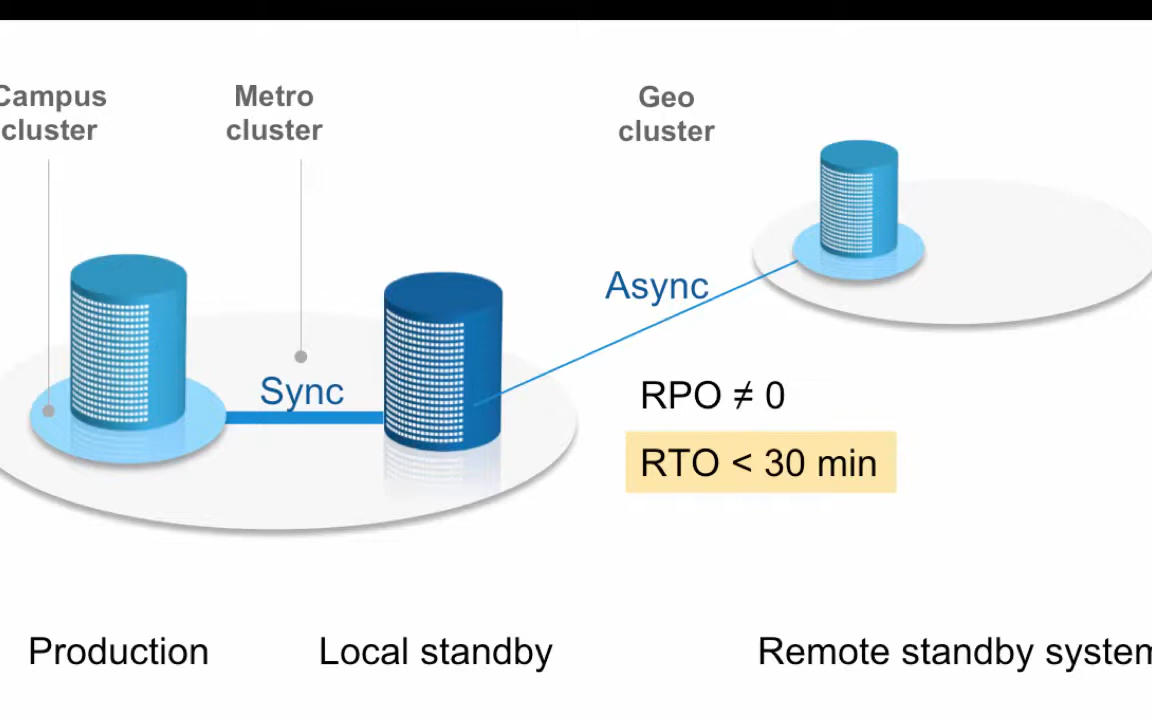 Campus
cluster
Metro
cluster
Geo
cluster
Async
Sync
RPO ≠ 0
RTO < 30 min
Production
Local standby
Remote standby system